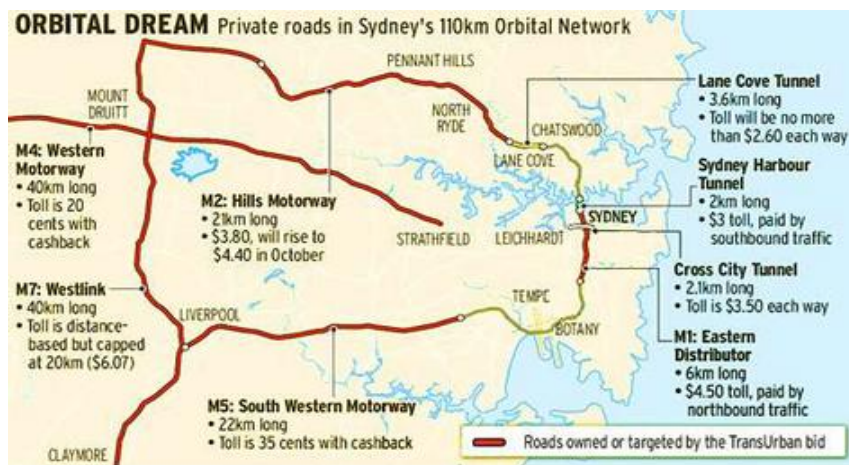 ORBITAL DREAM Private roads in Sydney's 110km Orbital Network
PENNANT HILLS
MOUNT
DRUITT
NORTH
RYDE
CHATSWOOD
LANE COVE
Lane Cove Tunnel
• 3.6km long
• Toll will be no more
than $2.60 each way
M4: Western
Motorway
• 40km long
• Toll is 20
cents with
cashback
M2: Hills Motorway
• 21km long
• $3.80, will rise to
$4.40 in October
STRATHFIELD
LEICHHARDT
SYDNEY
Sydney Harbour
Tunnel
• 2km long
• $3 toll, paid by
southbound traffic
Cross City Tunnel
• 2.1km long
• Toll is $3.50 each way
M7: Westlink
• 40km long
• Toll is distance-
based but capped
at 20km ($6.07)
LIVERPOOL
TEMPE
BOTANY
M1: Eastern
Distributor
• 6km long
• $4.50 toll, paid by
northbound traffic
M5: South Western Motorway
• 22km long
• Toll is 35 cents with cashback
CLAYMORE
Roads owned or targeted by the TransUrban bid